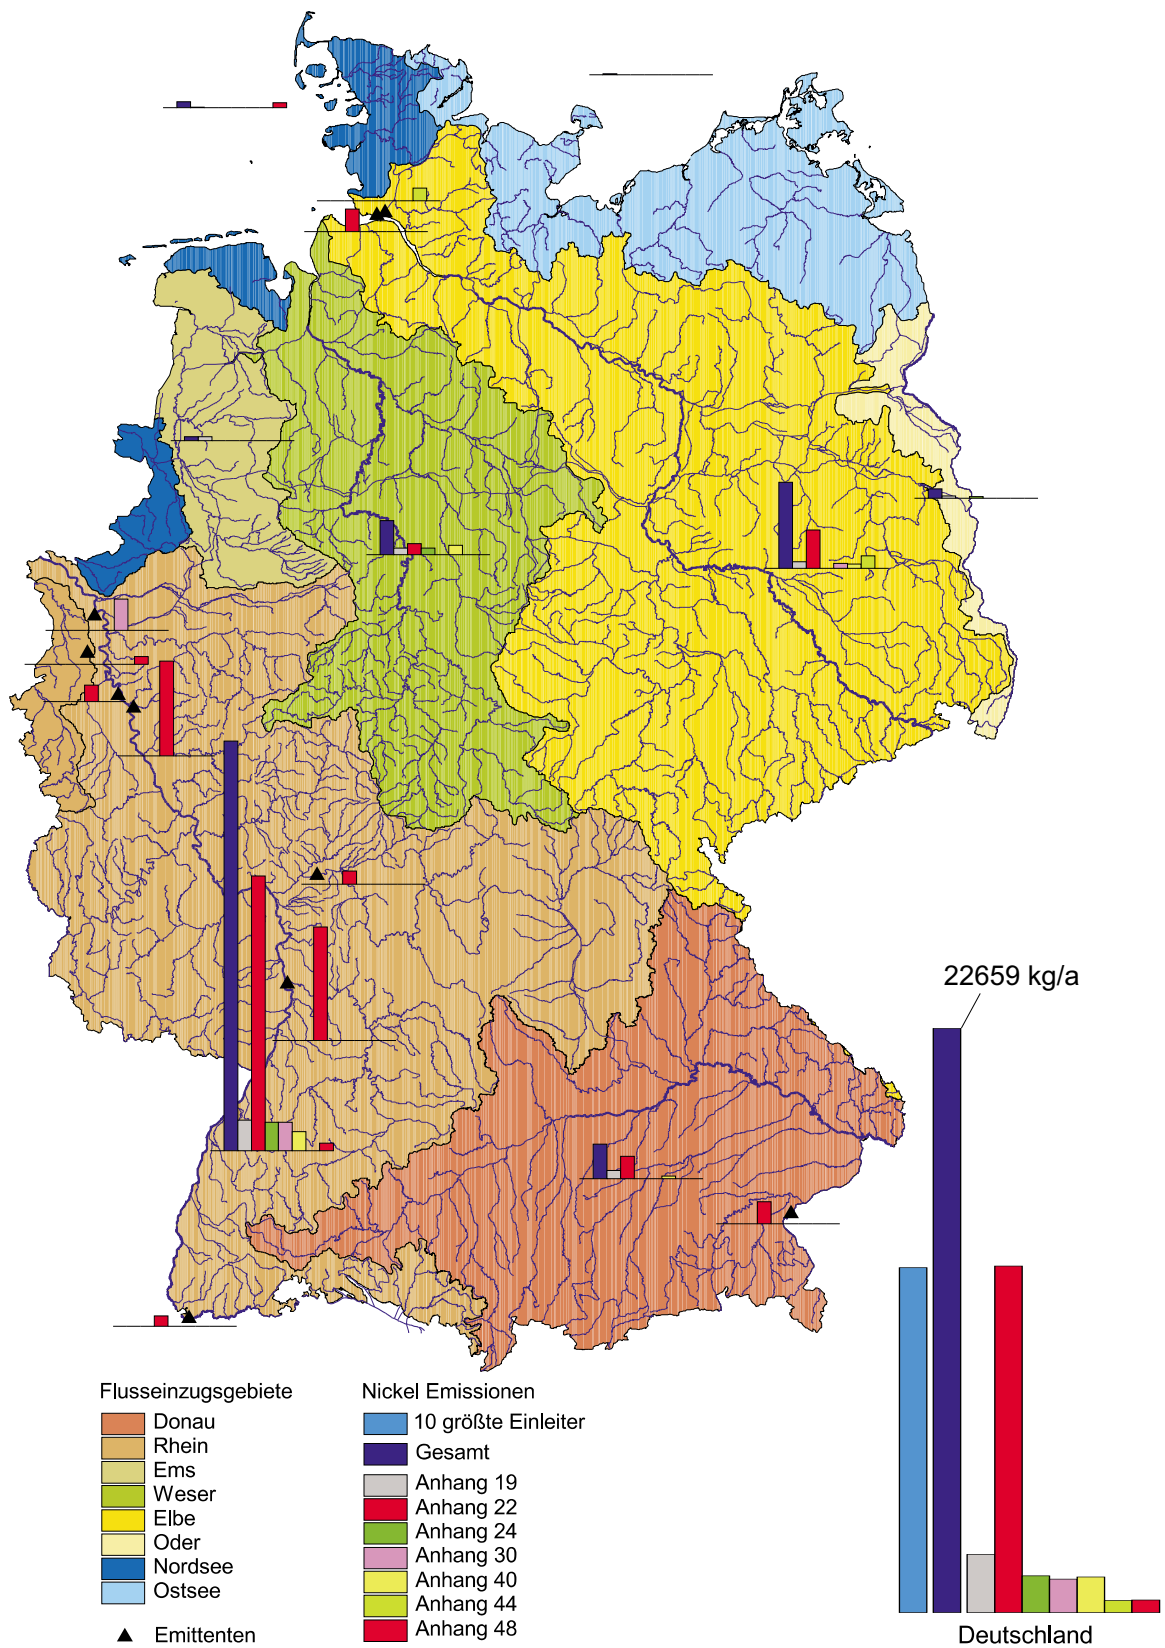 22659 kg/a
Deutschland
Flusseinzugsgebiete
Donau
Rhein
Ems
Weser
Elbe
Oder
Nordsee
Ostsee
Emittenten
Nickel Emissionen
10 größte Einleiter
Gesamt
Anhang 19
Anhang 22
Anhang 24
Anhang 30
Anhang 40
Anhang 44
Anhang 48